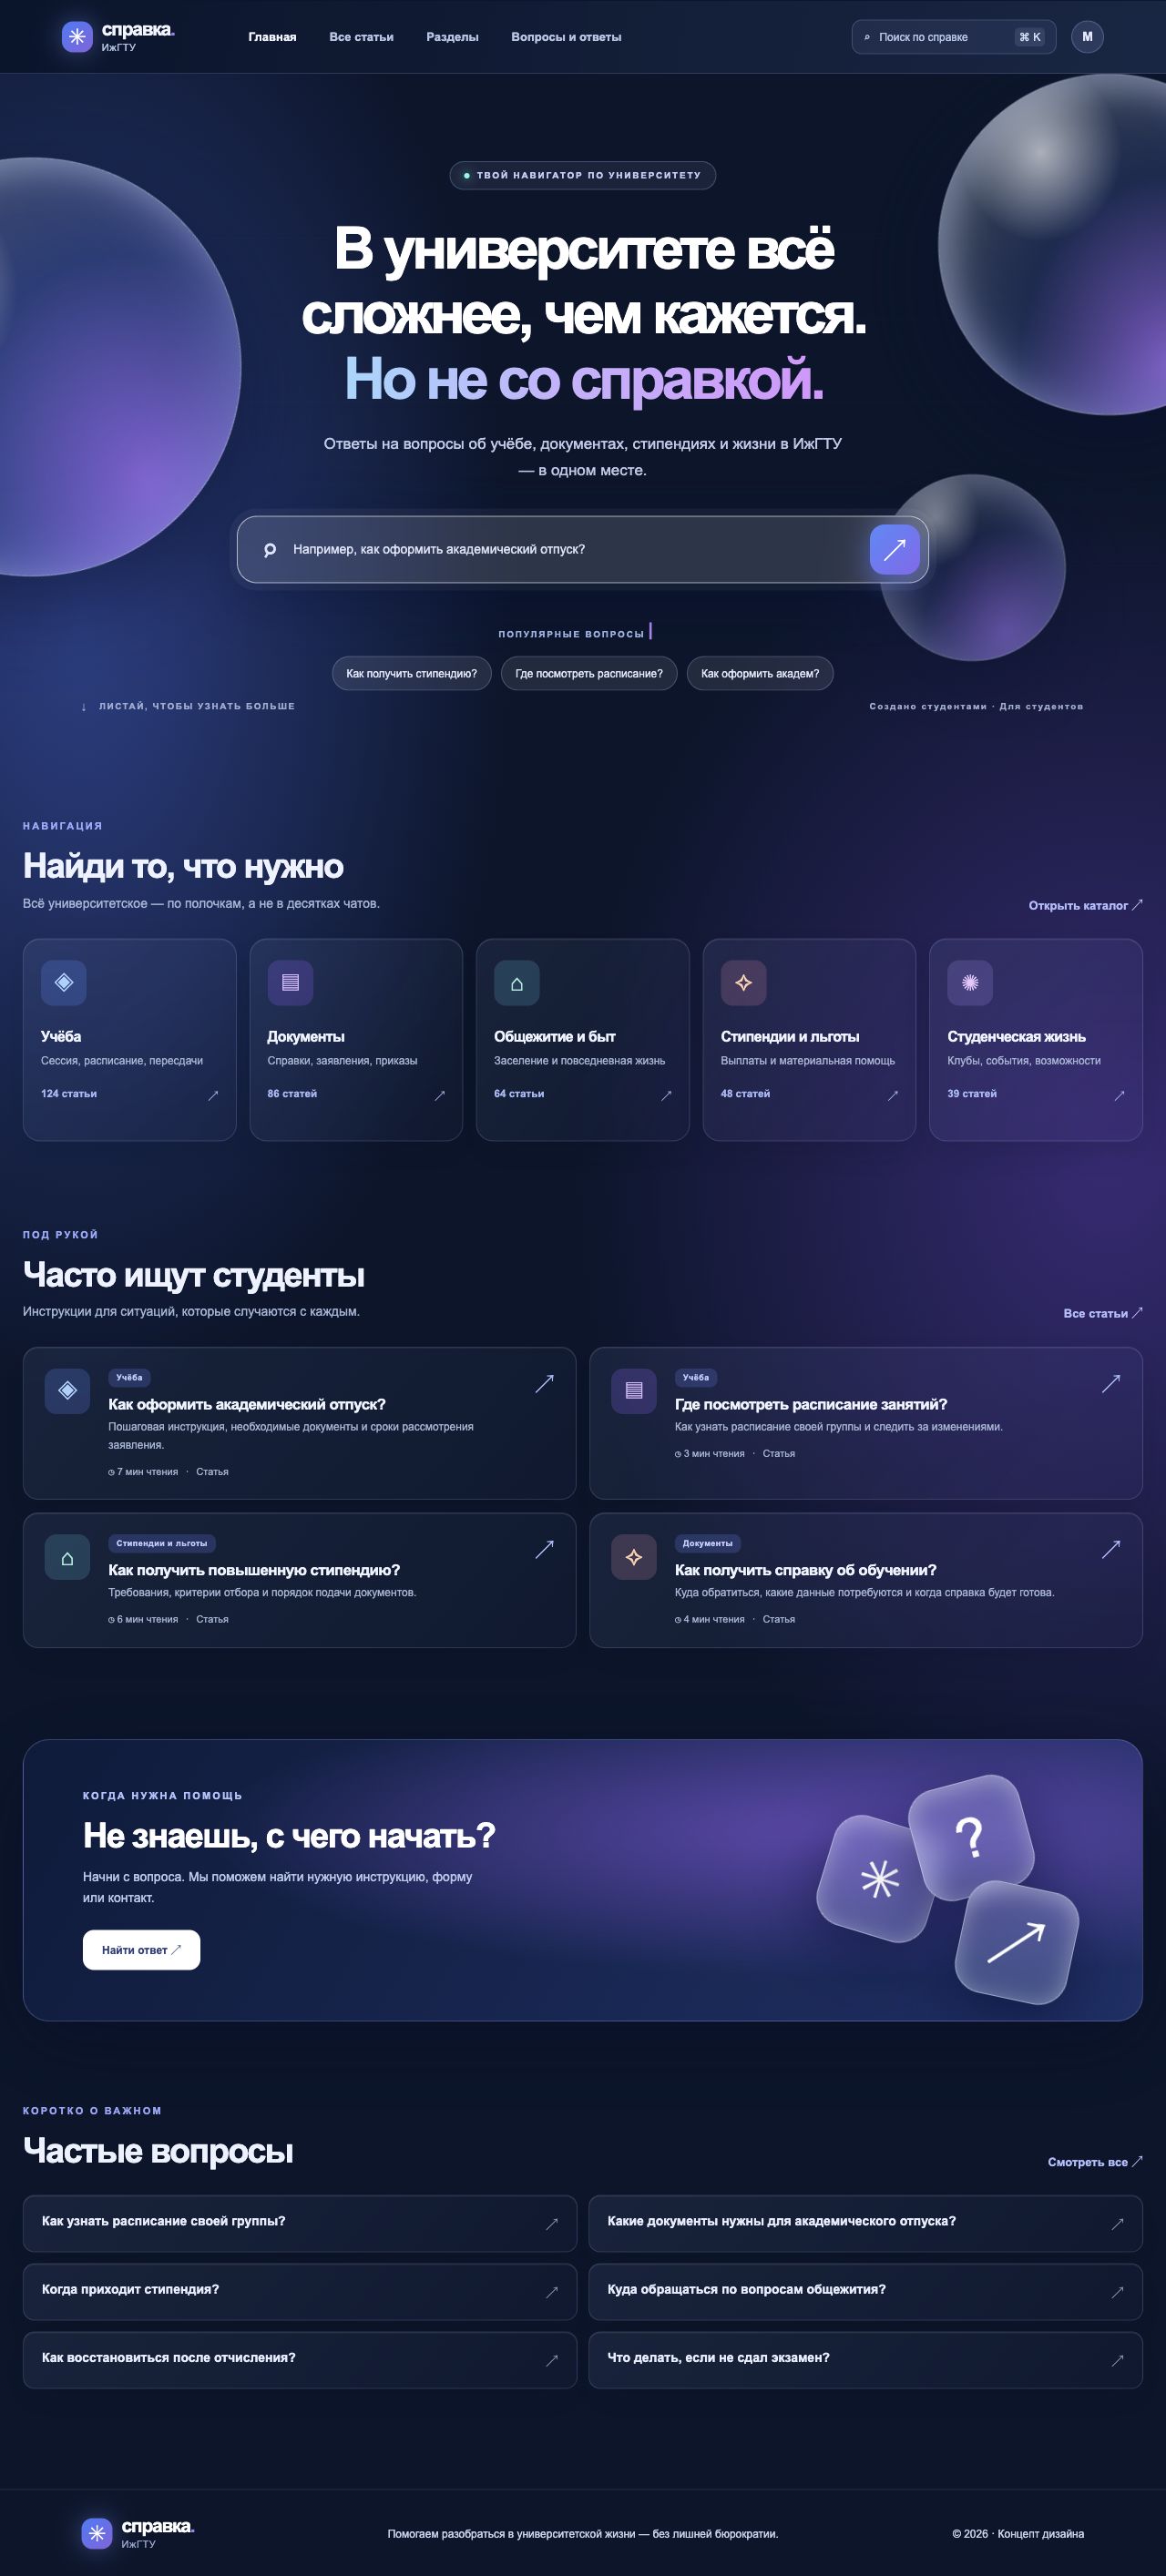 справка.
ИжГТУ
Главная
Все статьи
Разделы
Вопросы и ответы
Поиск по справке
⌘ K
М
ТВОЙ НАВИГАТОР ПО УНИВЕРСИТЕТУ
В университете всё
сложнее, чем кажется.
Но не со справкой.
Ответы на вопросы об учёбе, документах, стипендиях и жизни в ИжГТУ
— в одном месте.
Например, как оформить академический отпуск?
ПОПУЛЯРНЫЕ ВОПРОСЫ
Как получить стипендию?
Где посмотреть расписание?
Как оформить академ?
↓ ЛИСТАЙ, ЧТОБЫ УЗНАТЬ БОЛЬШЕ
Создано студентами · Для студентов
НАВИГАЦИЯ
Найди то, что нужно
Всё университетское — по полочкам, а не в десятках чатов.
Открыть каталог ↗
Учёба
Сессия, расписание, пересдачи
124 статьи ↗
Документы
Справки, заявления, приказы
86 статей ↗
Общежитие и быт
Заселение и повседневная жизнь
64 статьи ↗
Стипендии и льготы
Выплаты и материальная помощь
48 статей ↗
Студенческая жизнь
Клубы, события, возможности
39 статей ↗
ПОД РУКОЙ
Часто ищут студенты
Инструкции для ситуаций, которые случаются с каждым.
Все статьи ↗
Учёба
Как оформить академический отпуск?
Пошаговая инструкция, необходимые документы и сроки рассмотрения
заявления.
7 мин чтения · Статья
Учёба
Где посмотреть расписание занятий?
Как узнать расписание своей группы и следить за изменениями.
3 мин чтения · Статья
Стипендии и льготы
Как получить повышенную стипендию?
Требования, критерии отбора и порядок подачи документов.
6 мин чтения · Статья
Документы
Как получить справку об обучении?
Куда обратиться, какие данные потребуются и когда справка будет готова.
4 мин чтения · Статья
КОГДА НУЖНА ПОМОЩЬ
Не знаешь, с чего начать?
Начни с вопроса. Мы поможем найти нужную инструкцию, форму
или контакт.
Найти ответ ↗
?
КОРОТКО О ВАЖНОМ
Частые вопросы
Смотреть все ↗
Как узнать расписание своей группы? ↗
Какие документы нужны для академического отпуска? ↗
Когда приходит стипендия? ↗
Куда обращаться по вопросам общежития? ↗
Как восстановиться после отчисления? ↗
Что делать, если не сдал экзамен? ↗
справка.
ИжГТУ
Помогаем разобраться в университетской жизни — без лишней бюрократии.
© 2026 · Концепт дизайна